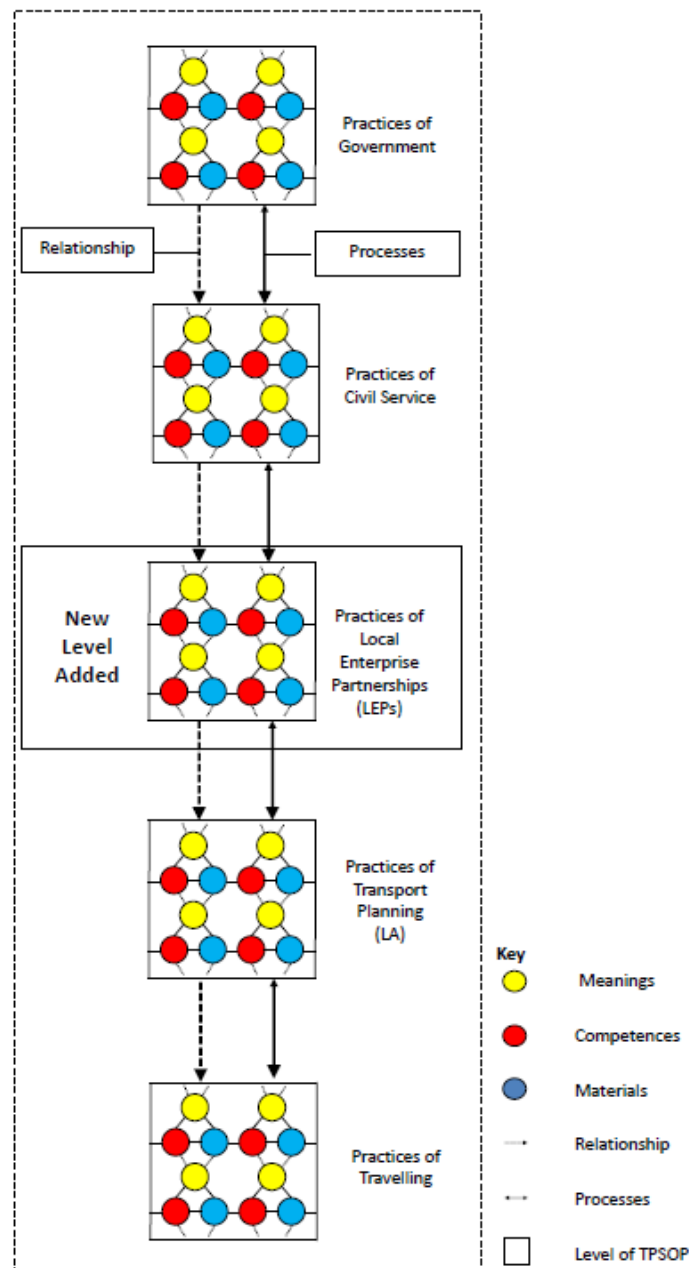 Practices of
Government
Relationship
Processes
Practices of
Civil Service
New
Level
Added
Practices of
Local
Enterprise
Partnerships
(LEPs)
Practices of
Transport
Planning
(LA)
Practices of
Travelling
Key
Meanings
Competences
Materials
Relationship
Processes
Level of TPSOP